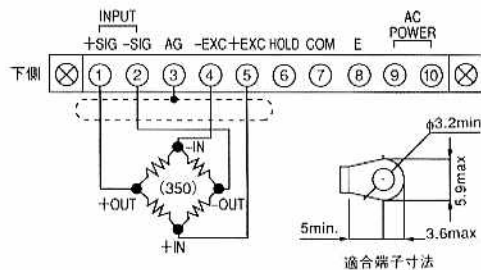 INPUT
AC
POWER
+SIG -SIG AG -EXC +EXC HOLD COM E
下側 1 2 3 4 5 6 7 8 9 10
φ3.2min
-IN
(350)
+OUT -OUT
+IN
5.9max
5min. 3.6max
適合端子寸法